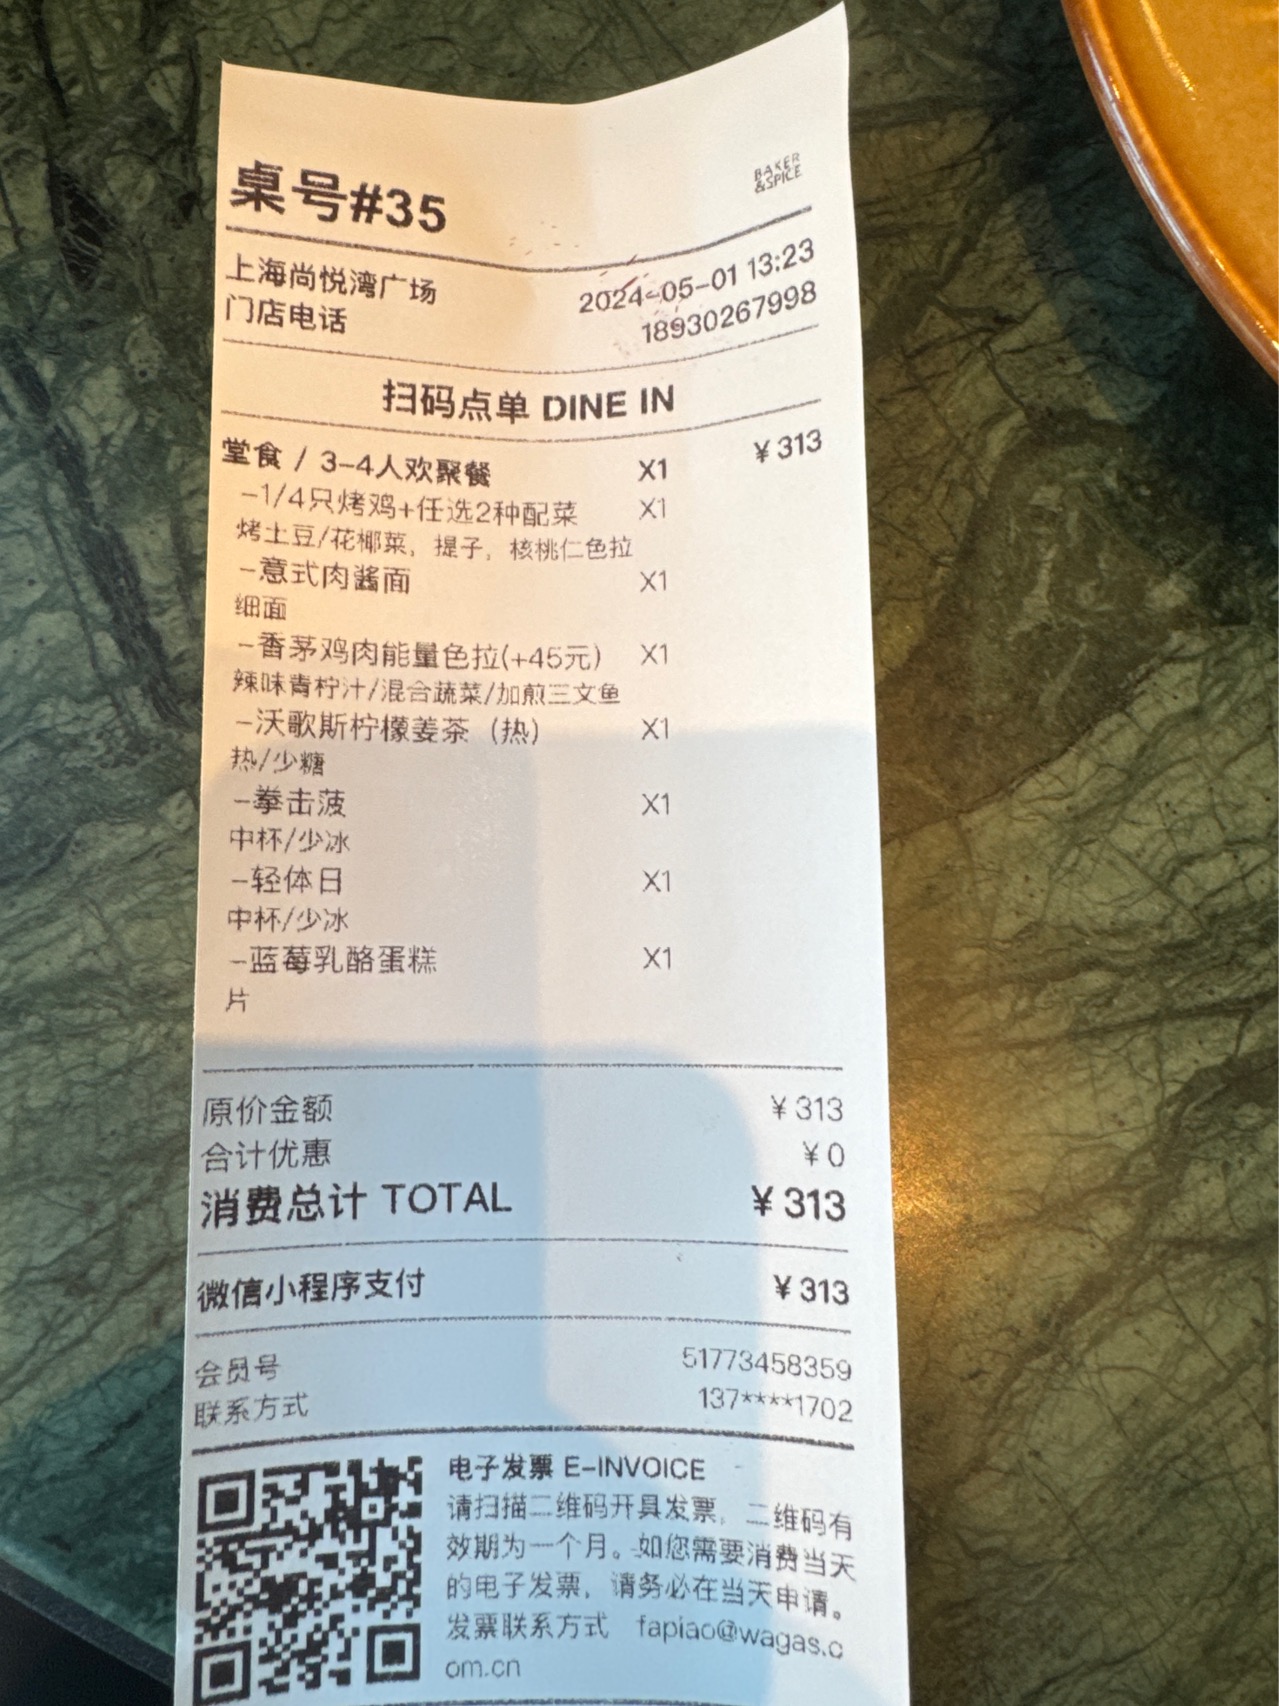 桌号#35
BAKER
&SPICE
上海尚悦湾广场 2024-05-01 13:23
门店电话 18930267998
扫码点单 DINE IN
堂食 / 3-4人欢聚餐 X1 ¥313
-1/4只烤鸡+任选2种配菜 X1
烤土豆/花椰菜，提子，核桃仁色拉
-意式肉酱面 X1
细面
-香茅鸡肉能量色拉(+45元) X1
辣味青柠汁/混合蔬菜/加煎三文鱼
-沃歌斯柠檬姜茶（热） X1
热/少糖
-拳击菠 X1
中杯/少冰
-轻体日 X1
中杯/少冰
-蓝莓乳酪蛋糕 X1
片
原价金额 ¥313
合计优惠 ¥0
消费总计 TOTAL ¥313
微信小程序支付 ¥313
会员号 51773458359
联系方式 137****1702
电子发票 E-INVOICE
请扫描二维码开具发票，二维码有
效期为一个月。如您需要消费当天
的电子发票，请务必在当天申请。
发票联系方式 fapiao@wagas.c
om.cn